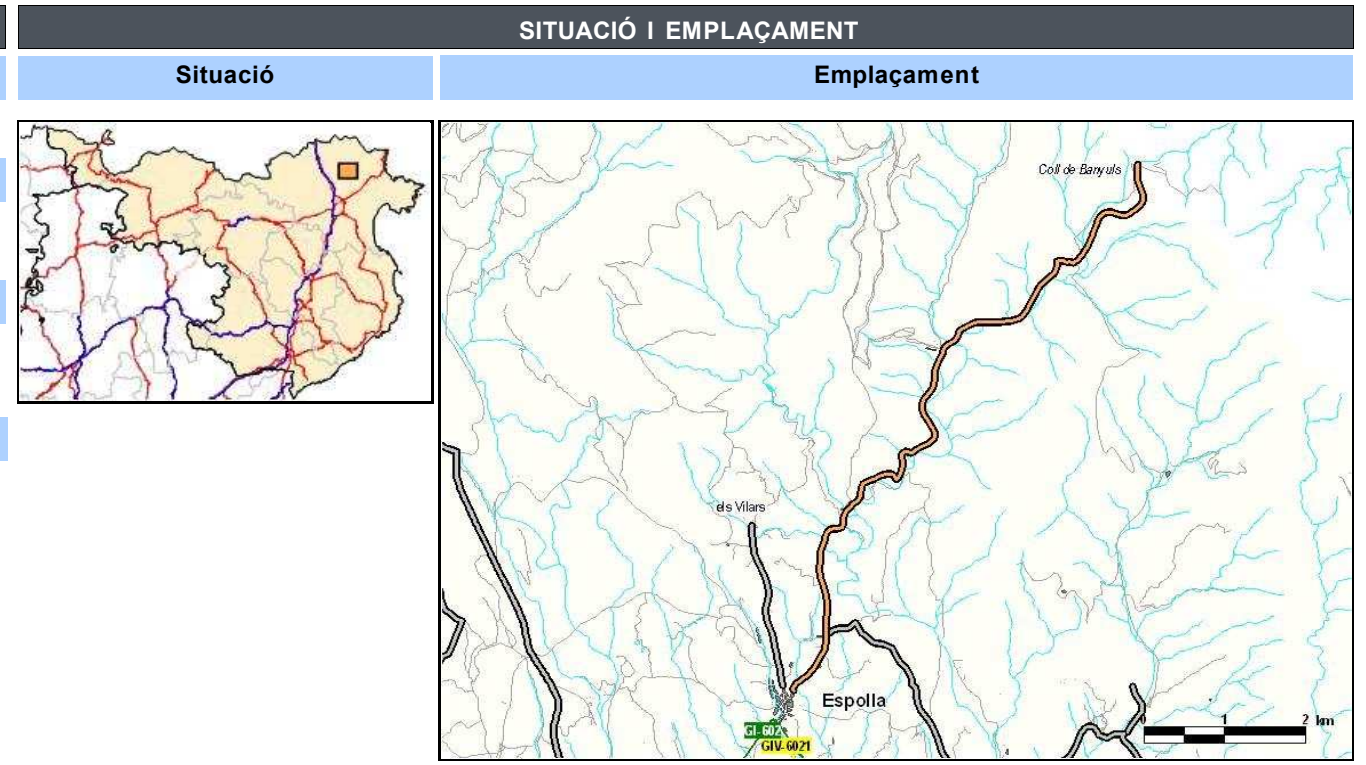 SITUACIÓ I EMPLAÇAMENT
Situació
Emplaçament
Coll de Banyuls
els Vilars
Espolla
GI-602
GIV-6021
0 1 2 km